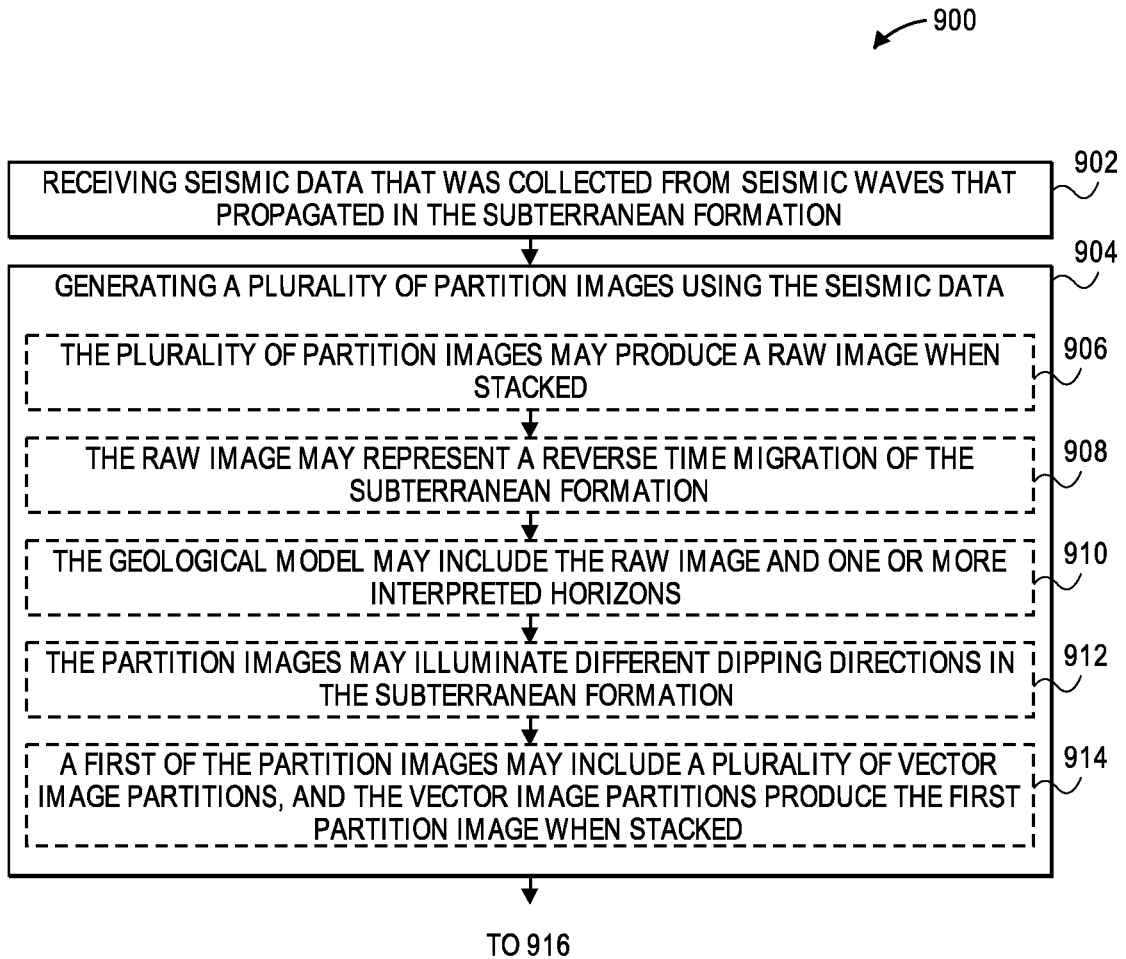 900
902
RECEIVING SEISMIC DATA THAT WAS COLLECTED FROM SEISMIC WAVES THAT
PROPAGATED IN THE SUBTERRANEAN FORMATION
904
GENERATING A PLURALITY OF PARTITION IMAGES USING THE SEISMIC DATA
906
THE PLURALITY OF PARTITION IMAGES MAY PRODUCE A RAW IMAGE WHEN
STACKED
908
THE RAW IMAGE MAY REPRESENT A REVERSE TIME MIGRATION OF THE
SUBTERRANEAN FORMATION
910
THE GEOLOGICAL MODEL MAY INCLUDE THE RAW IMAGE AND ONE OR MORE
INTERPRETED HORIZONS
912
THE PARTITION IMAGES MAY ILLUMINATE DIFFERENT DIPPING DIRECTIONS IN
THE SUBTERRANEAN FORMATION
914
A FIRST OF THE PARTITION IMAGES MAY INCLUDE A PLURALITY OF VECTOR
IMAGE PARTITIONS, AND THE VECTOR IMAGE PARTITIONS PRODUCE THE FIRST
PARTITION IMAGE WHEN STACKED
TO 916